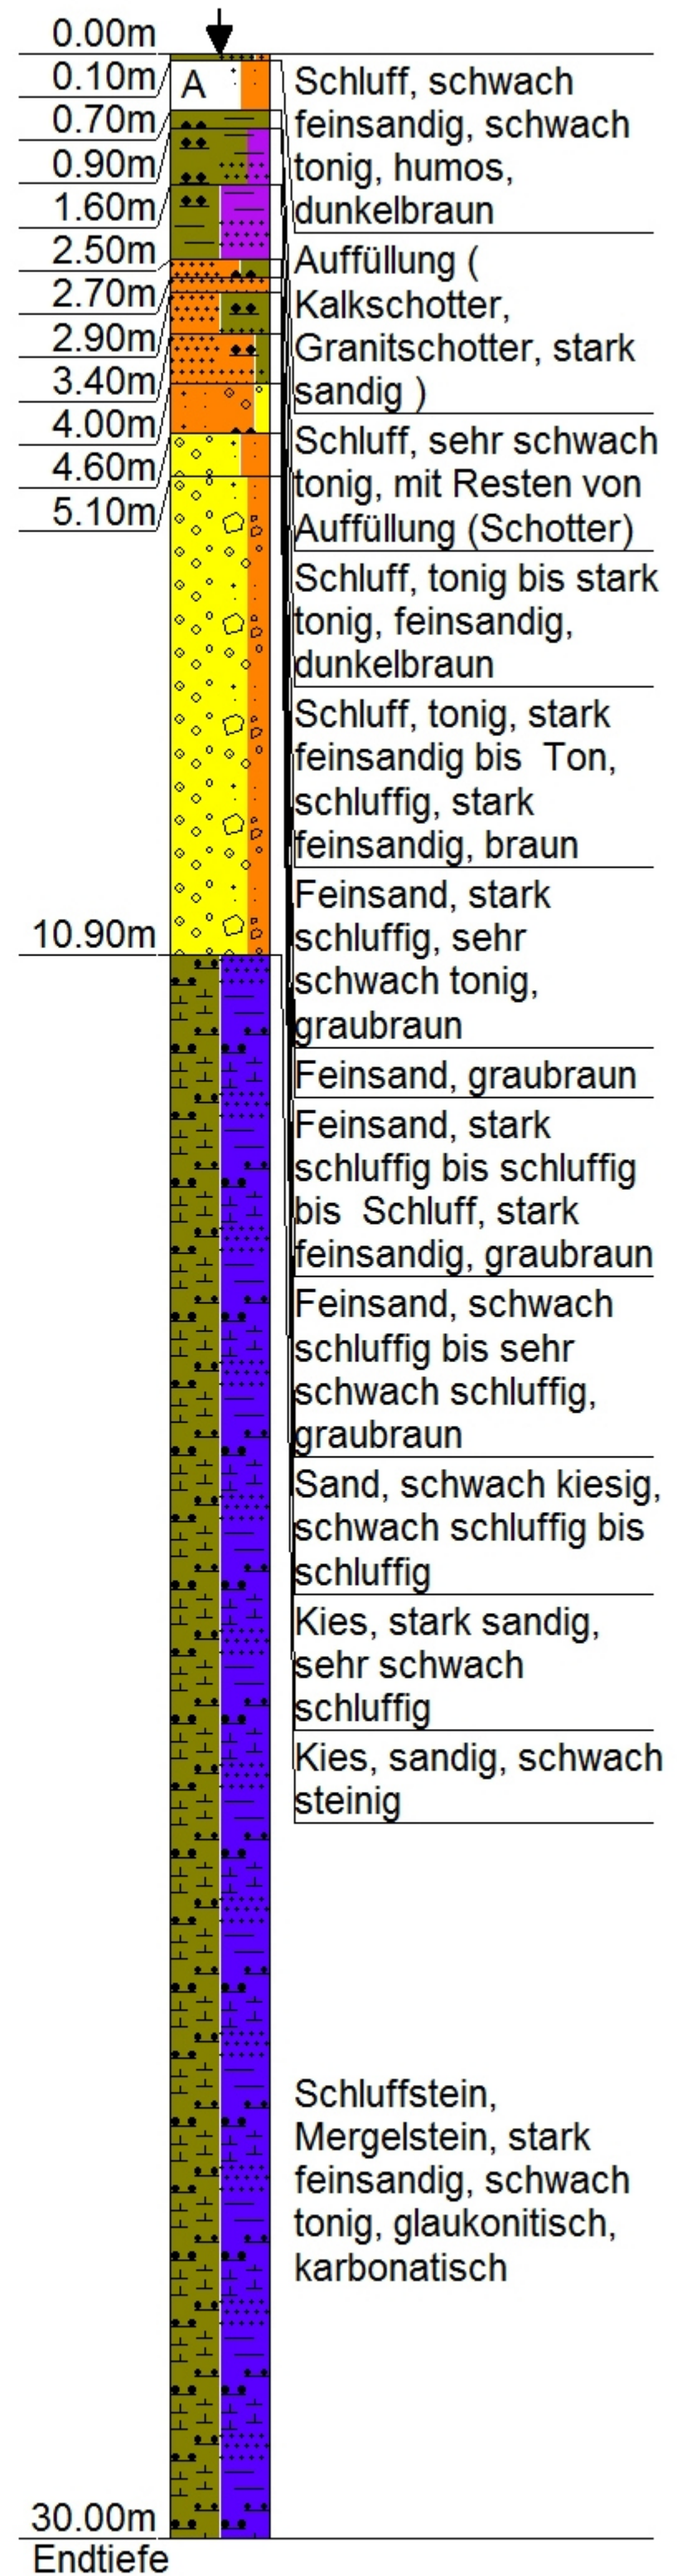 0.00m
0.10m
0.70m
0.90m
1.60m
2.50m
2.70m
2.90m
3.40m
4.00m
4.60m
5.10m
10.90m
30.00m
Endtiefe
A
Schluff, schwach
feinsandig, schwach
tonig, humos,
dunkelbraun
Auffüllung (
Kalkschotter,
Granitschotter, stark
sandig )
Schluff, sehr schwach
tonig, mit Resten von
Auffüllung (Schotter)
Schluff, tonig bis stark
tonig, feinsandig,
dunkelbraun
Schluff, tonig, stark
feinsandig bis  Ton,
schluffig, stark
feinsandig, braun
Feinsand, stark
schluffig, sehr
schwach tonig,
graubraun
Feinsand, graubraun
Feinsand, stark
schluffig bis schluffig
bis  Schluff, stark
feinsandig, graubraun
Feinsand, schwach
schluffig bis sehr
schwach schluffig,
graubraun
Sand, schwach kiesig,
schwach schluffig bis
schluffig
Kies, stark sandig,
sehr schwach
schluffig
Kies, sandig, schwach
steinig
Schluffstein,
Mergelstein, stark
feinsandig, schwach
tonig, glaukonitisch,
karbonatisch